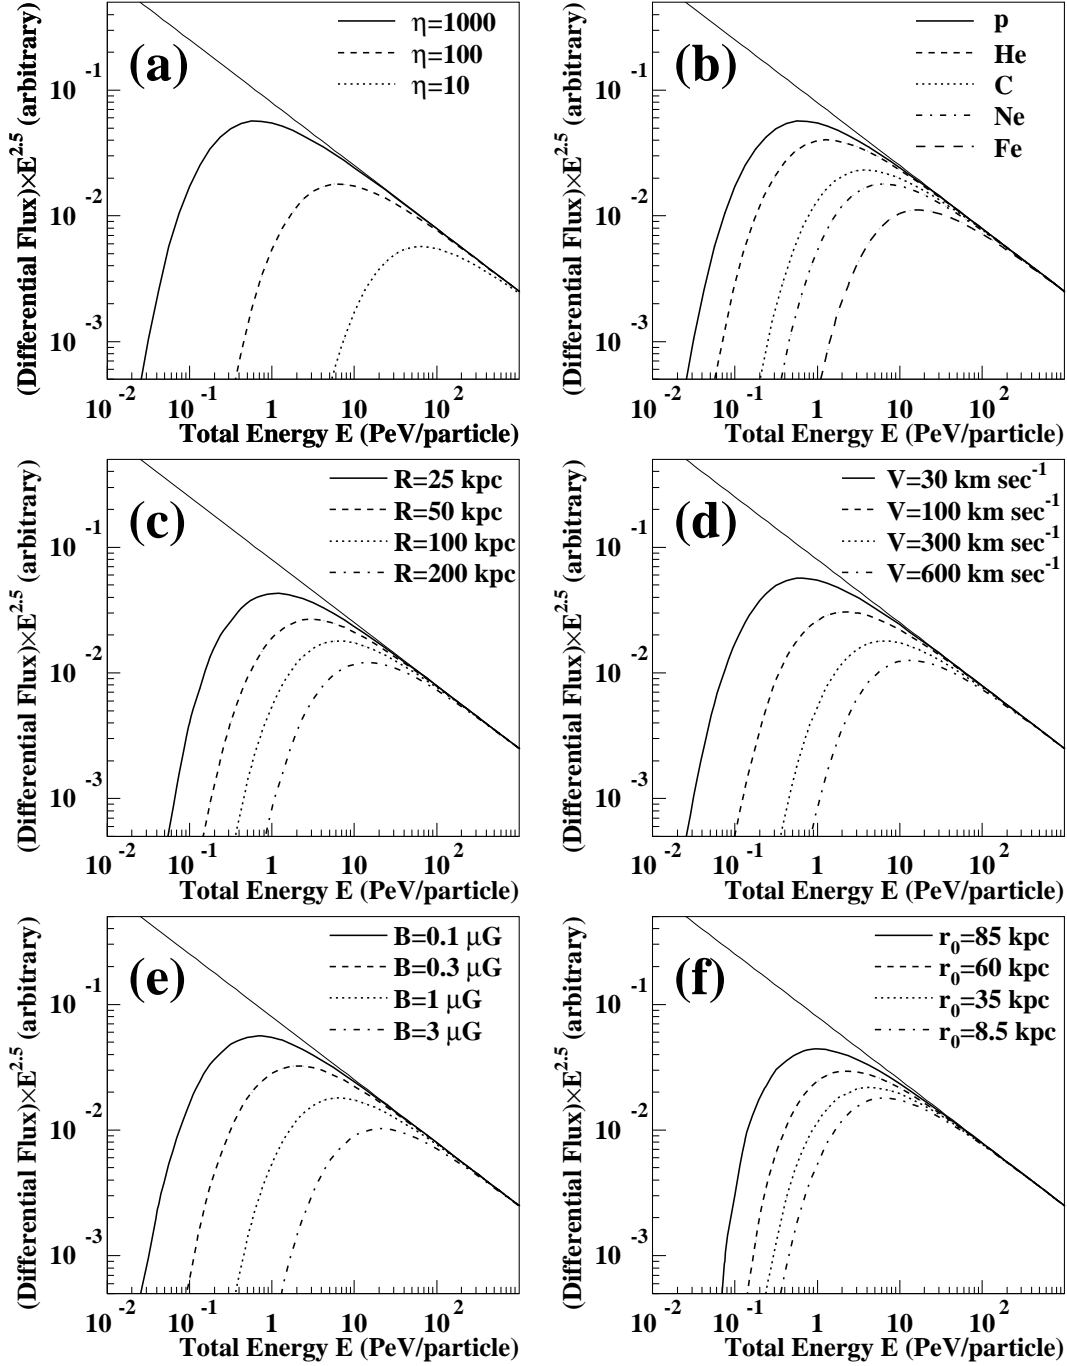 (a)
η=1000
η=100
η=10
10^-1
10^-2
10^-3
10^-2 10^-1 1 10 10^2
Total Energy E (PeV/particle)
(Differential Flux)×E^2.5 (arbitrary)
(b)
p
He
C
Ne
Fe
10^-1
10^-2
10^-3
10^-2 10^-1 1 10 10^2
Total Energy E (PeV/particle)
(Differential Flux)×E^2.5 (arbitrary)
(c)
R=25 kpc
R=50 kpc
R=100 kpc
R=200 kpc
10^-1
10^-2
10^-3
10^-2 10^-1 1 10 10^2
Total Energy E (PeV/particle)
(Differential Flux)×E^2.5 (arbitrary)
(d)
V=30 km sec^-1
V=100 km sec^-1
V=300 km sec^-1
V=600 km sec^-1
10^-1
10^-2
10^-3
10^-2 10^-1 1 10 10^2
Total Energy E (PeV/particle)
(Differential Flux)×E^2.5 (arbitrary)
(e)
B=0.1 μG
B=0.3 μG
B=1 μG
B=3 μG
10^-1
10^-2
10^-3
10^-2 10^-1 1 10 10^2
Total Energy E (PeV/particle)
(Differential Flux)×E^2.5 (arbitrary)
(f)
r_0=85 kpc
r_0=60 kpc
r_0=35 kpc
r_0=8.5 kpc
10^-1
10^-2
10^-3
10^-2 10^-1 1 10 10^2
Total Energy E (PeV/particle)
(Differential Flux)×E^2.5 (arbitrary)